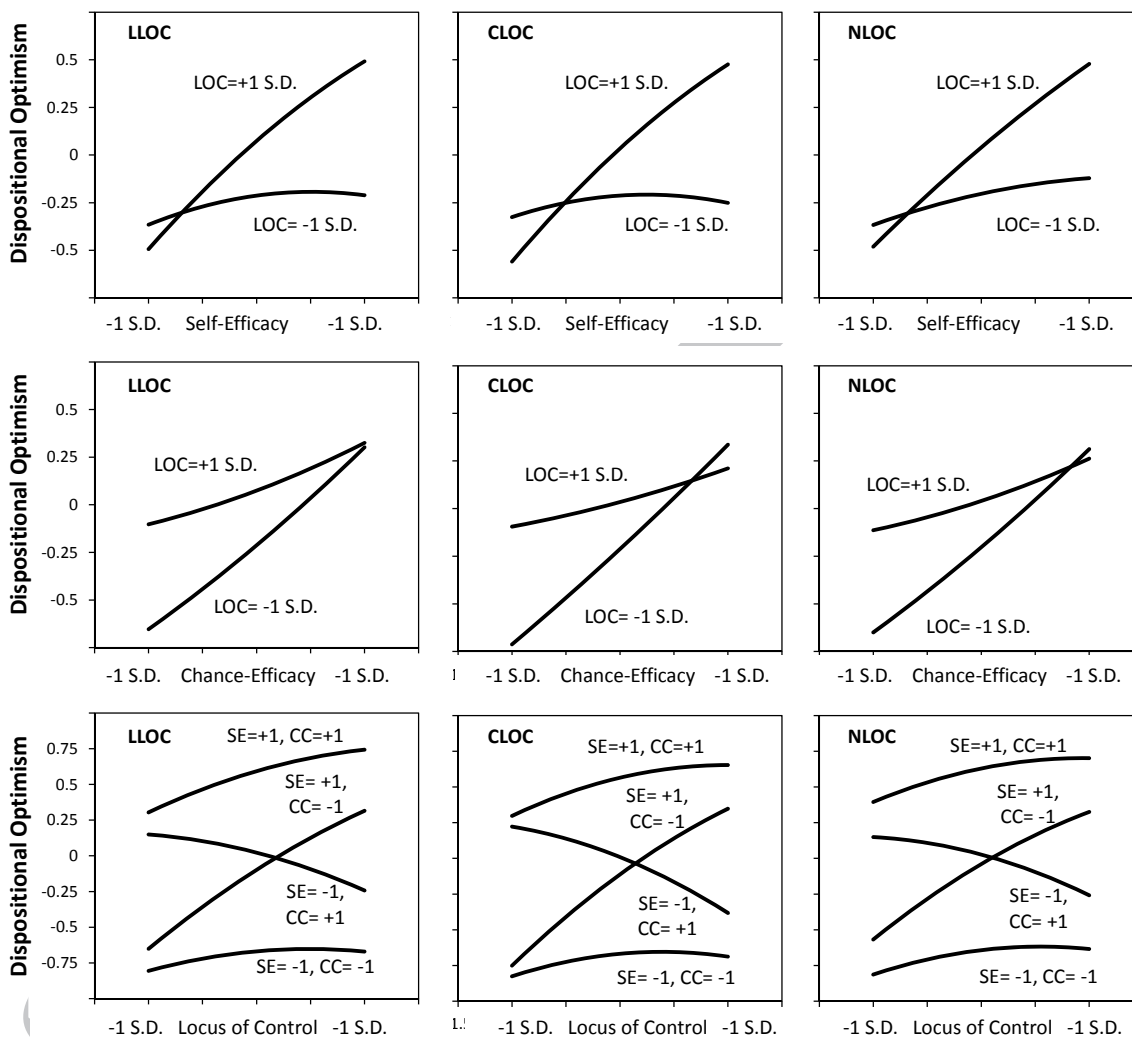 LLOC
CLOC
NLOC
Dispositional Optimism
0.5
0.25
0
-0.25
-0.5
LOC=+1 S.D.
LOC= -1 S.D.
LOC=+1 S.D.
LOC= -1 S.D.
LOC=+1 S.D.
LOC= -1 S.D.
-1 S.D. Self-Efficacy -1 S.D.
-1 S.D. Self-Efficacy -1 S.D.
-1 S.D. Self-Efficacy -1 S.D.
LLOC
CLOC
NLOC
Dispositional Optimism
0.5
0.25
0
-0.25
-0.5
LOC=+1 S.D.
LOC= -1 S.D.
LOC=+1 S.D.
LOC= -1 S.D.
LOC=+1 S.D.
LOC= -1 S.D.
-1 S.D. Chance-Efficacy -1 S.D.
-1 S.D. Chance-Efficacy -1 S.D.
-1 S.D. Chance-Efficacy -1 S.D.
LLOC
CLOC
NLOC
Dispositional Optimism
0.75
0.5
0.25
0
-0.25
-0.5
-0.75
SE=+1, CC=+1
SE= +1,
CC= -1
SE= -1,
CC= +1
SE= -1, CC= -1
SE=+1, CC=+1
SE= +1,
CC= -1
SE= -1,
CC= +1
SE= -1, CC= -1
SE=+1, CC=+1
SE= +1,
CC= -1
SE= -1,
CC= +1
SE= -1, CC= -1
-1 S.D. Locus of Control -1 S.D.
-1 S.D. Locus of Control -1 S.D.
-1 S.D. Locus of Control -1 S.D.